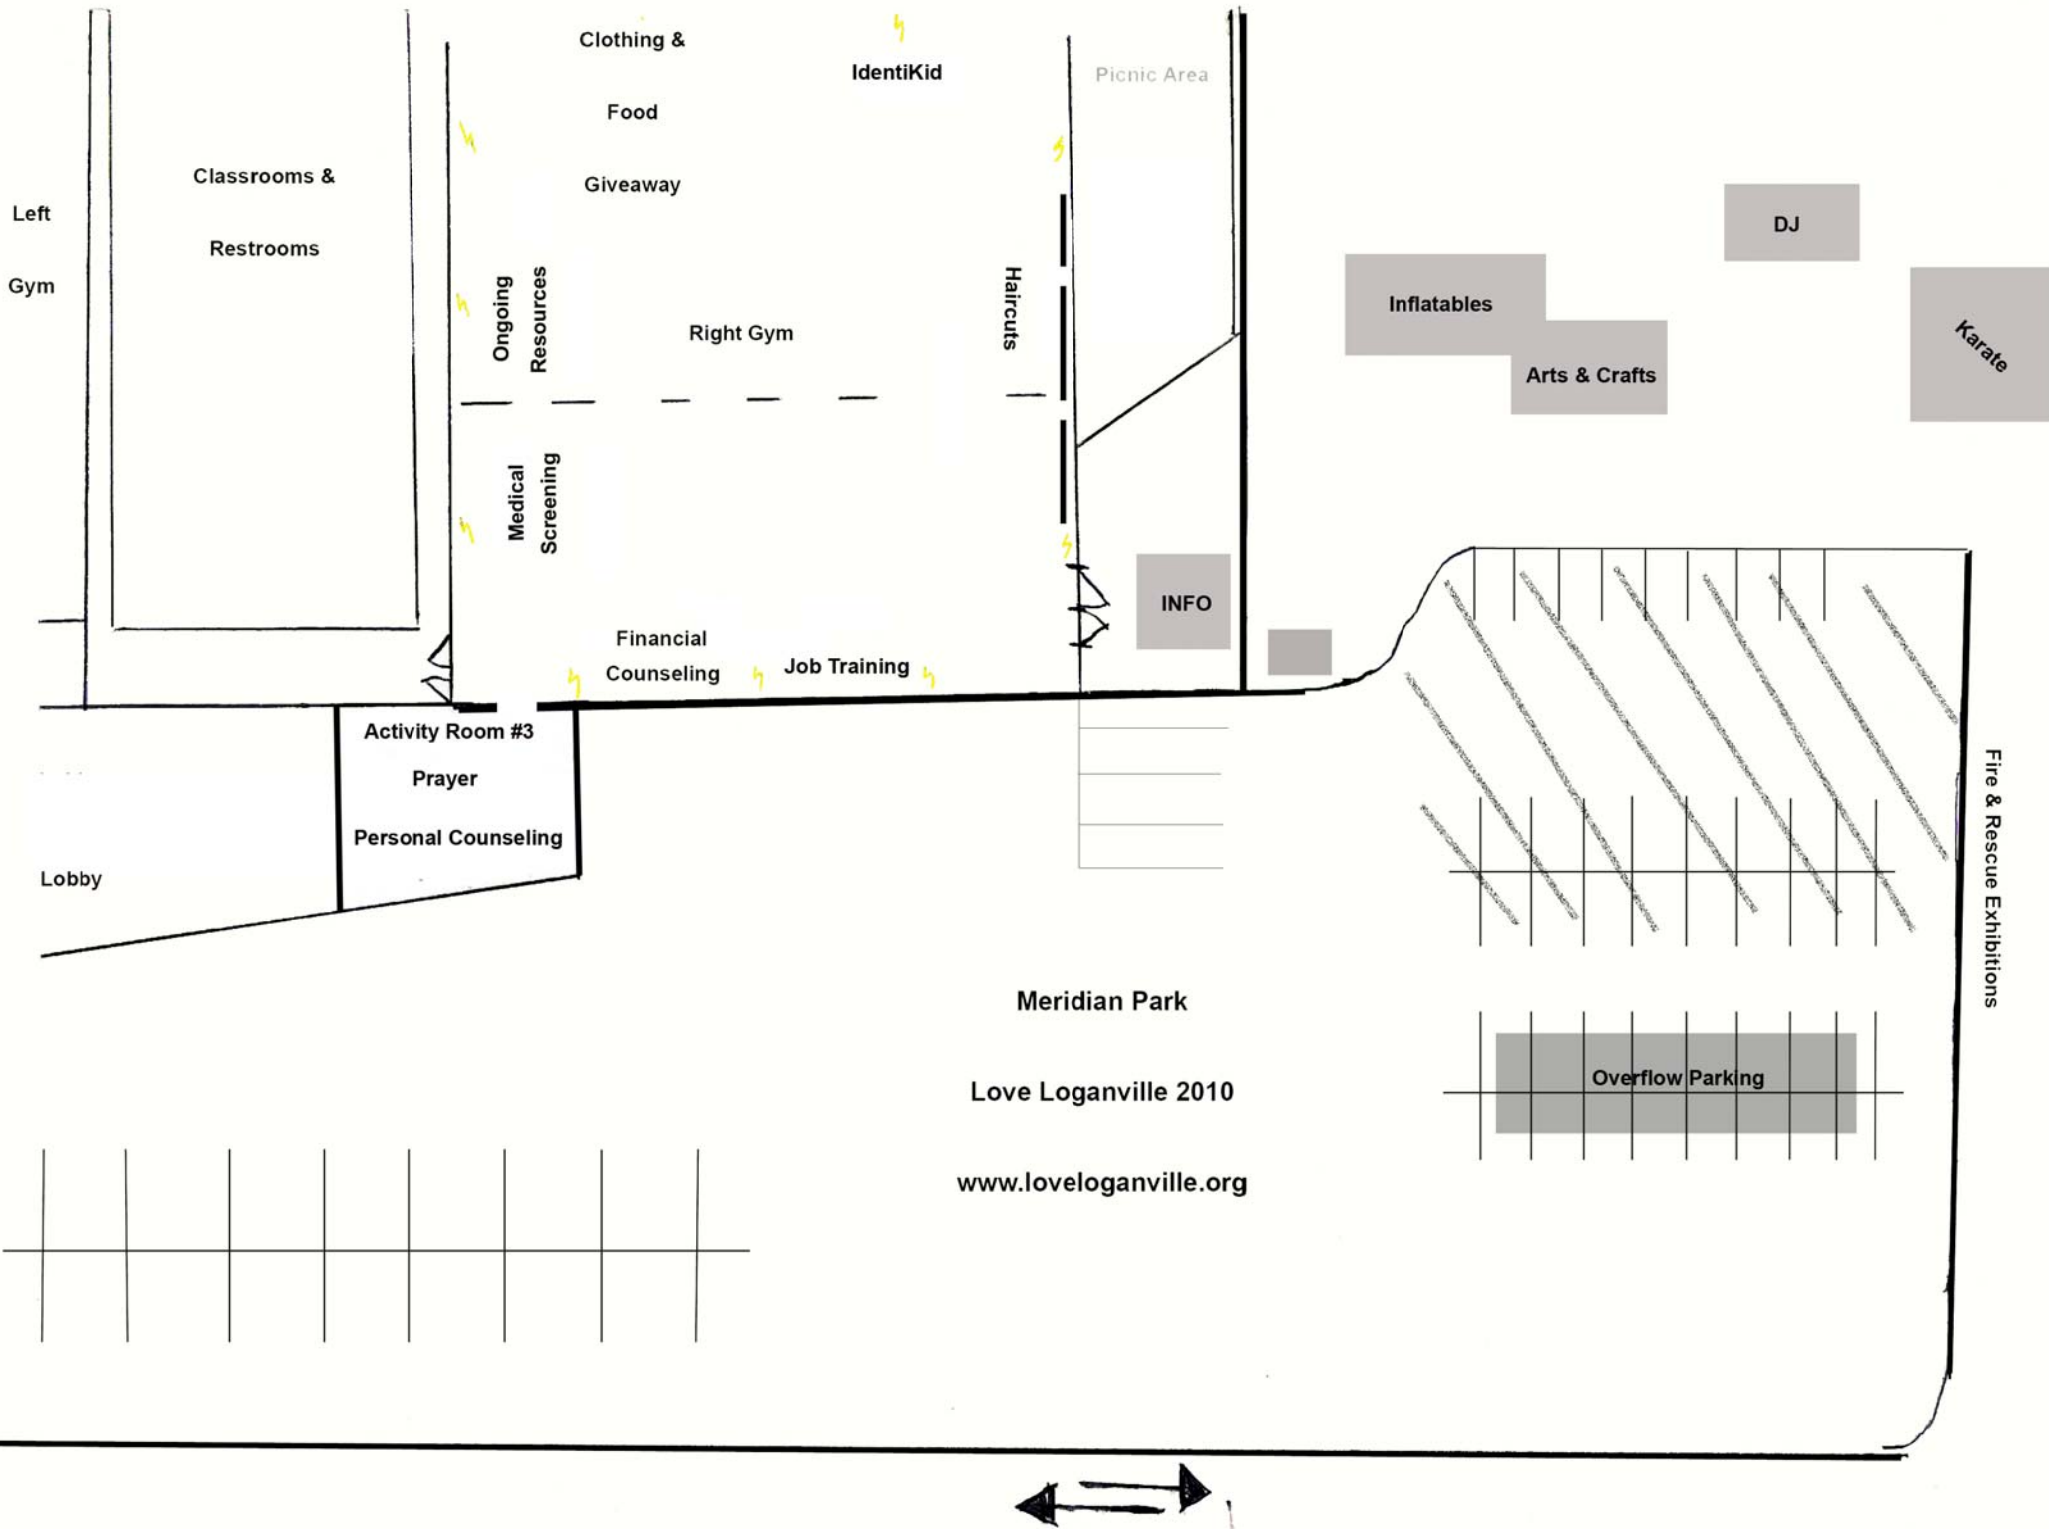 Clothing &
Food
Giveaway
IdentiKid
Picnic Area
Classrooms &
Restrooms
Left
Gym
DJ
Inflatables
Arts & Crafts
Karate
Ongoing
Resources
Right Gym
Haircuts
Medical
Screening
INFO
Financial
Counseling
Job Training
Activity Room #3
Prayer
Personal Counseling
Lobby
Fire & Rescue Exhibitions
Meridian Park
Love Loganville 2010
www.loveloganville.org
Overflow Parking